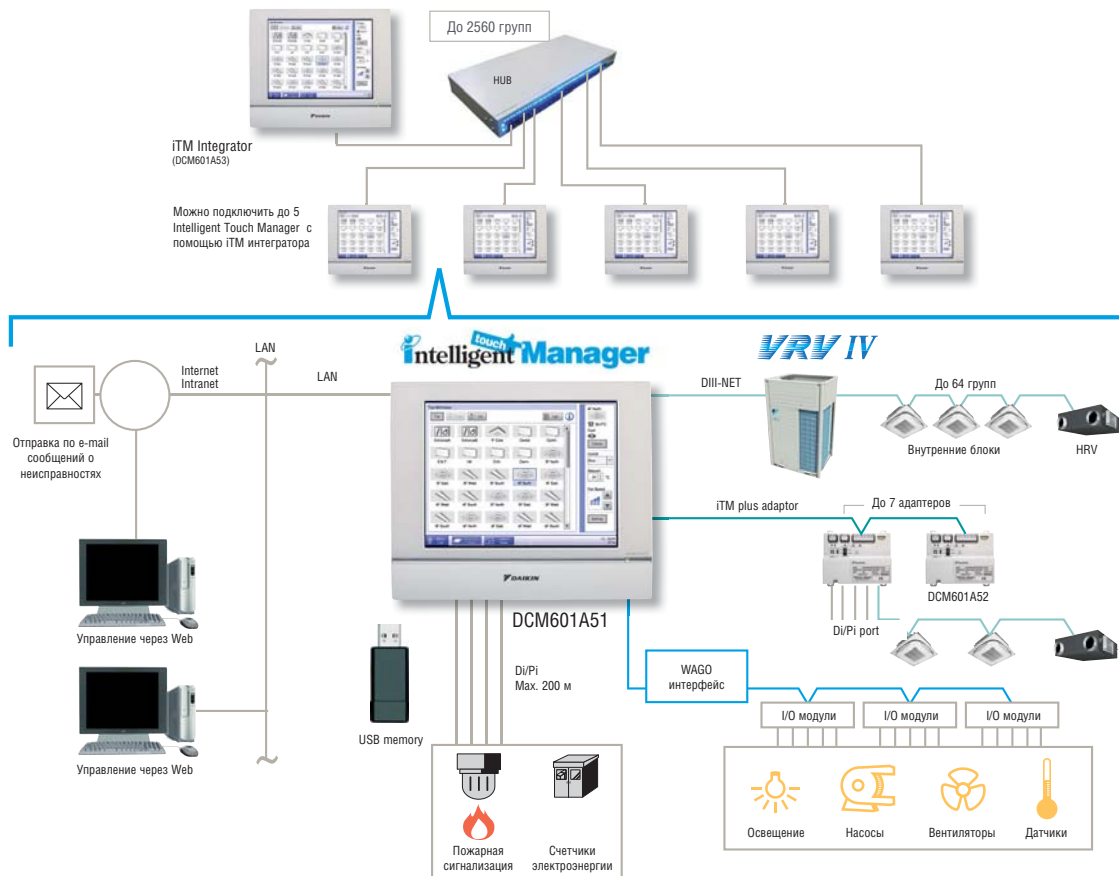 До 2560 групп
HUB
DAIKIN
iTM Integrator
(DCM601A53)
Можно подключить до 5
Intelligent Touch Manager с
помощью iTM интегратора
LAN
Internet
Intranet
LAN
intelligent touch Manager
VRV IV
DIII-NET
До 64 групп
Внутренние блоки
HRV
Отправка по e-mail
сообщений о
неисправностях
iTM plus adaptor
До 7 адаптеров
DAIKIN
DCM601A52
Di/Pi port
DCM601A51
Управление через Web
Di/Pi
Max. 200 м
USB memory
WAGO
интерфейс
I/O модули
I/O модули
I/O модули
Управление через Web
Освещение
Насосы
Вентиляторы
Датчики
Пожарная
сигнализация
Счетчики
электроэнергии